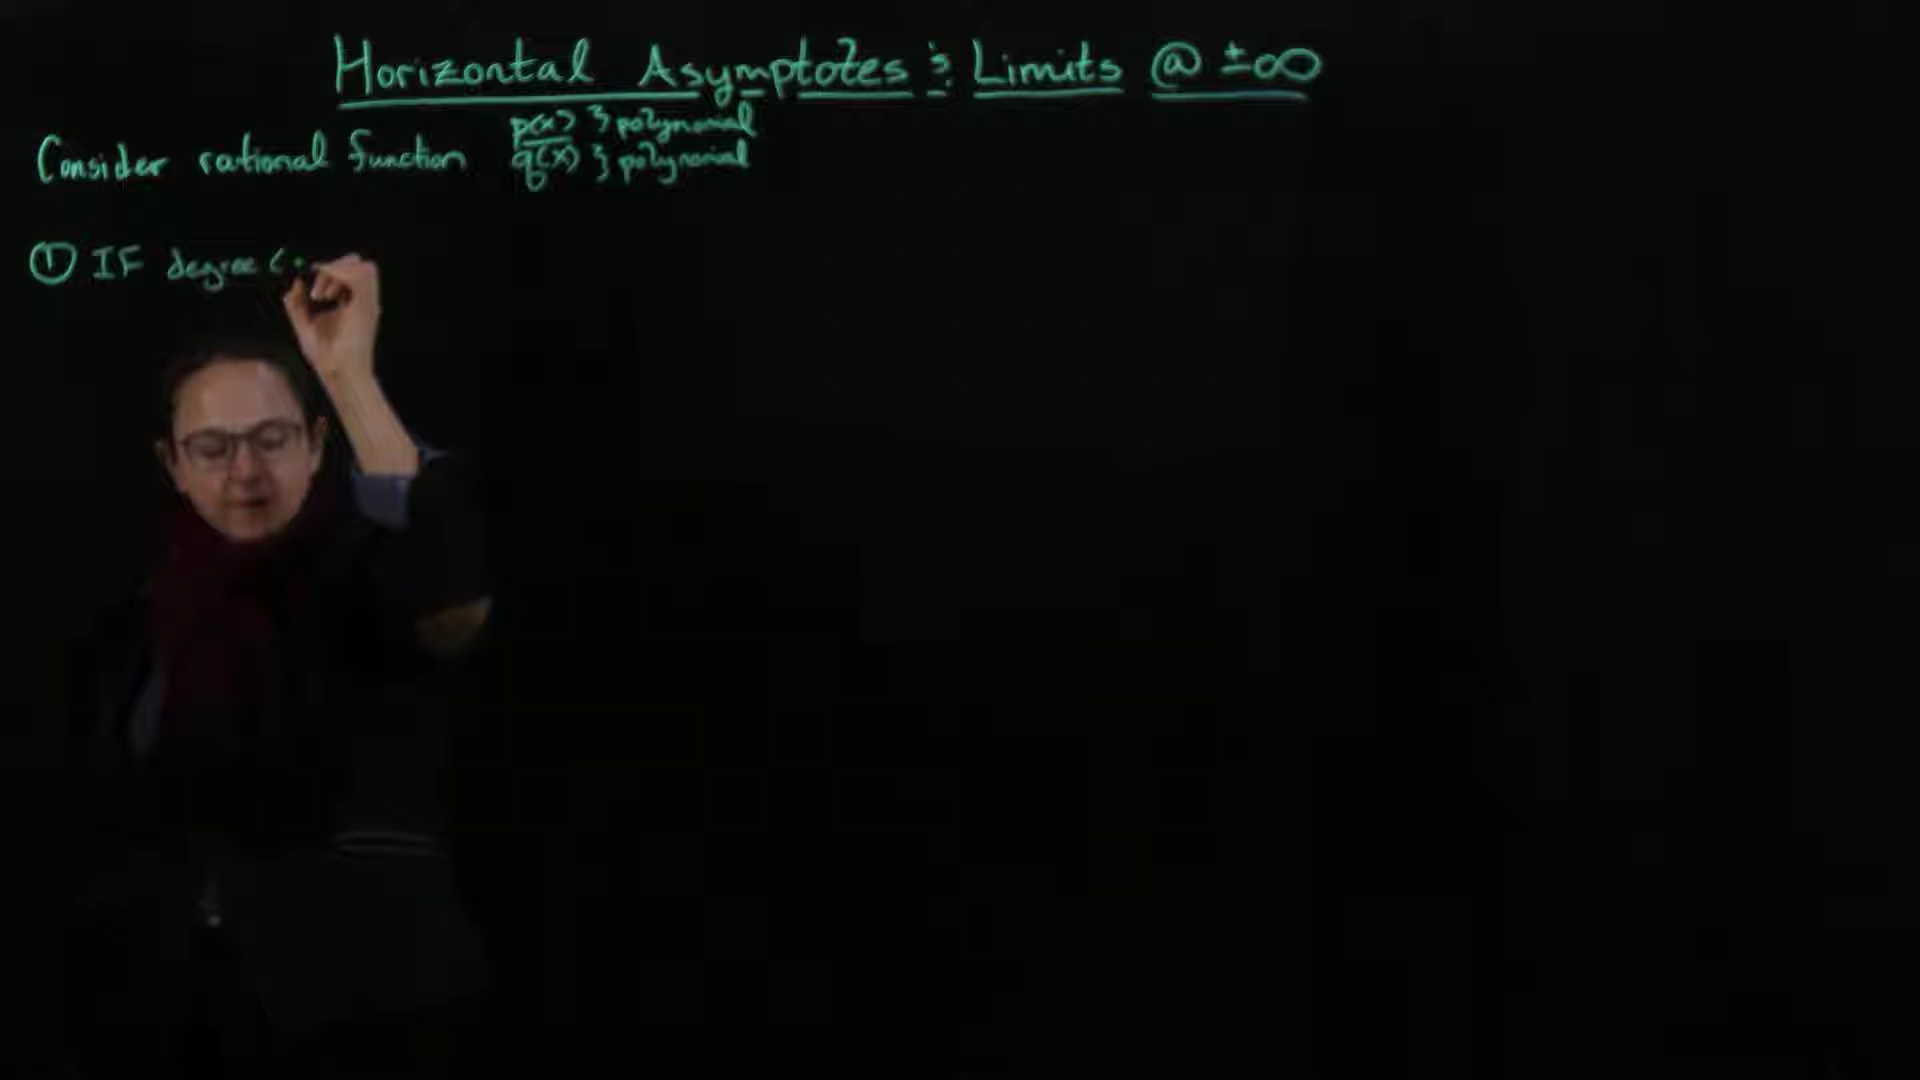 Horizontal Asymptotes & Limits @ ±∞
p(x) } polynomial
Consider rational function
q(x) } polynomial
① IF degree (